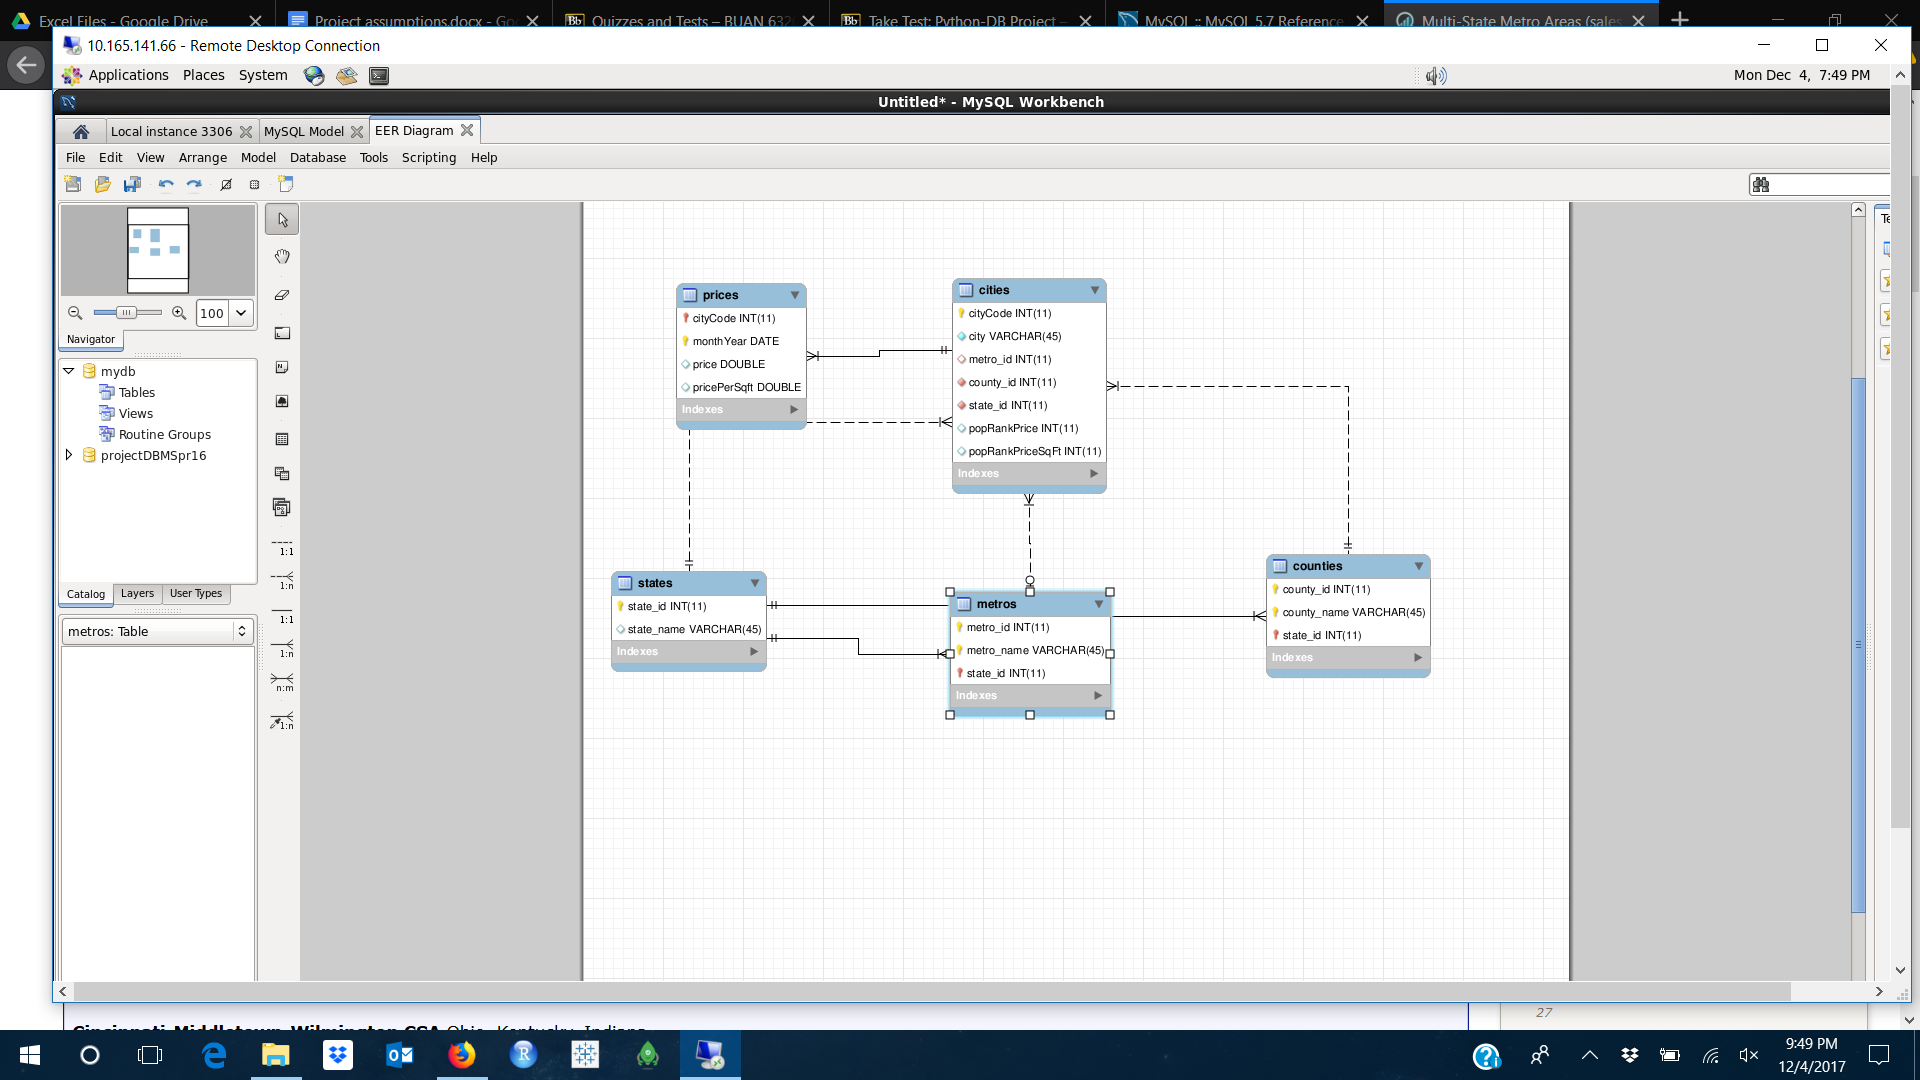 Excel Files - Google Drive
Project assumptions.docx - Go
Quizzes and Tests – BUAN 632
Take Test: Python-DB Project –
MySQL :: MySQL 5.7 Reference
Multi-State Metro Areas (sales
10.165.141.66 - Remote Desktop Connection
Applications Places System
Mon Dec 4, 7:49 PM
Untitled* - MySQL Workbench
Local instance 3306
MySQL Model
EER Diagram
File Edit View Arrange Model Database Tools Scripting Help
100
Navigator
mydb
Tables
Views
Routine Groups
projectDBMSpr16
Catalog Layers User Types
metros: Table
1:1
1:n
1:1
1:n
n:m
1:n
prices
cityCode INT(11)
monthYear DATE
price DOUBLE
pricePerSqft DOUBLE
Indexes
cities
cityCode INT(11)
city VARCHAR(45)
metro_id INT(11)
county_id INT(11)
state_id INT(11)
popRankPrice INT(11)
popRankPriceSqFt INT(11)
Indexes
states
state_id INT(11)
state_name VARCHAR(45)
Indexes
metros
metro_id INT(11)
metro_name VARCHAR(45)
state_id INT(11)
Indexes
counties
county_id INT(11)
county_name VARCHAR(45)
state_id INT(11)
Indexes
Te
Cincinnati-Middletown-Wilmington CSA Ohio, Kentucky, Indiana
27
9:49 PM
12/4/2017